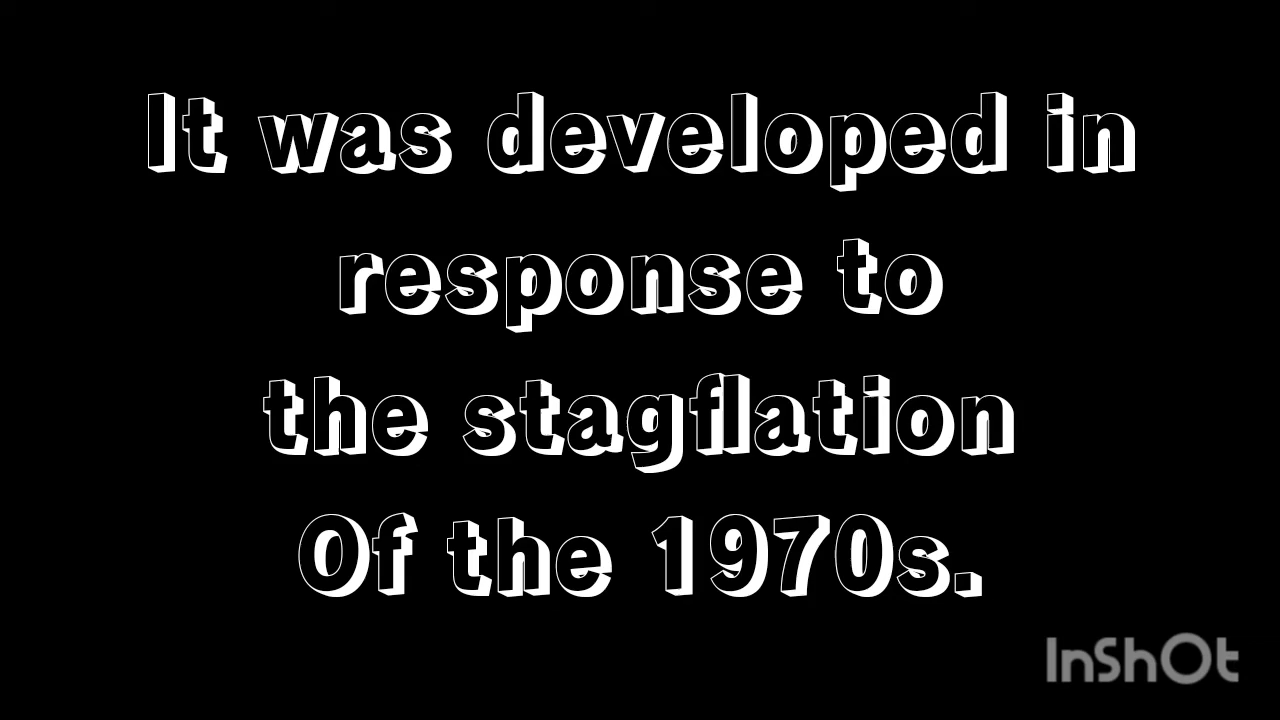 It was developed in
response to
the stagflation
Of the 1970s.
InShOt